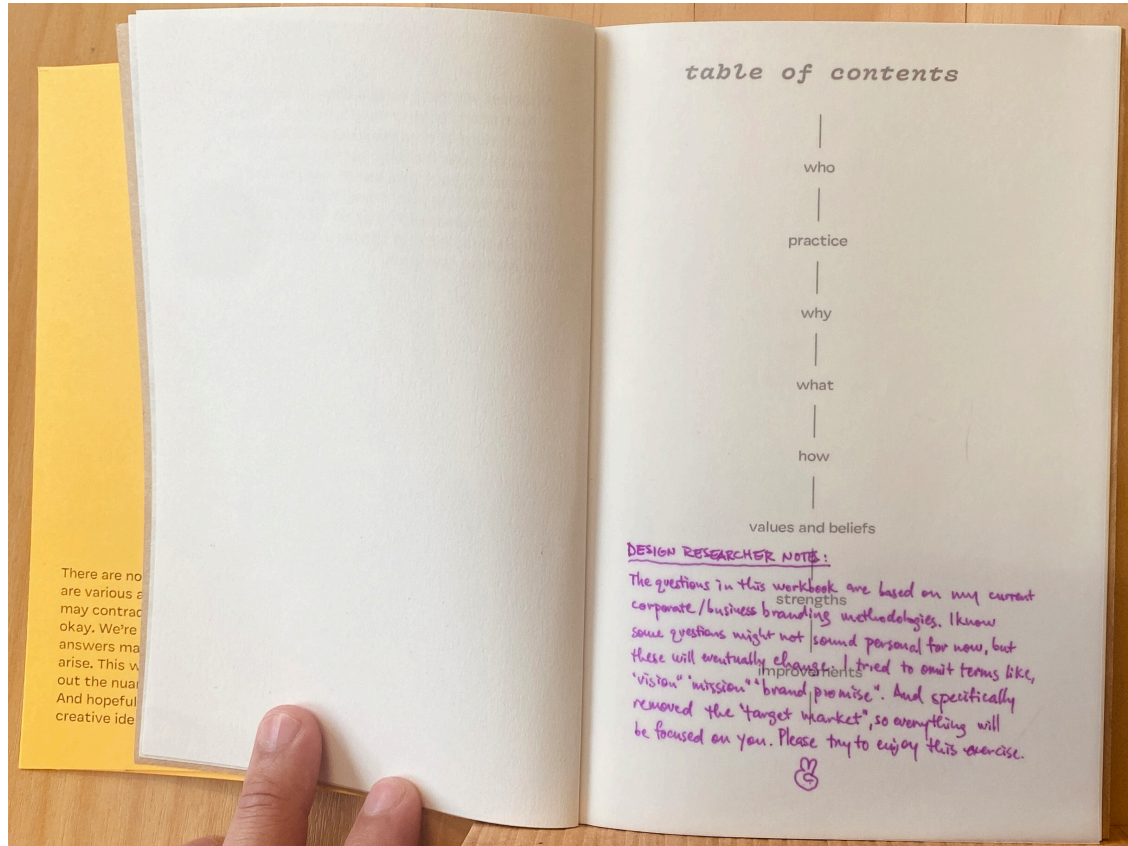 There are no
are various a
may contrad
okay. We're
answers ma
arise. This w
out the nuar
And hopeful
creative ide
table of contents
who
practice
why
what
how
values and beliefs
DESIGN RESEARCHER NOTE:
The questions in this workbook are based on my current
strengths
corporate/business branding methodologies. I know
some questions might not sound personal for now, but
these will eventually change. I tried to omit terms like,
improvements
"vision" "mission" "brand promise". And specifically
removed the "target market", so everything will
be focused on you. Please try to enjoy this exercise.